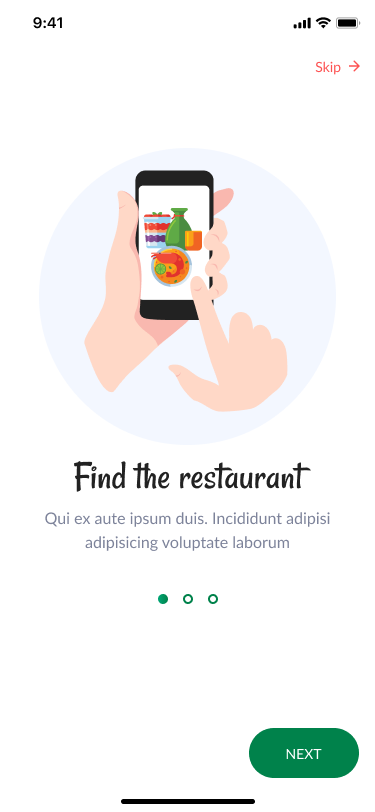 9:41
Skip
Find the restaurant
Qui ex aute ipsum duis. Incididunt adipisi
adipisicing voluptate laborum
NEXT